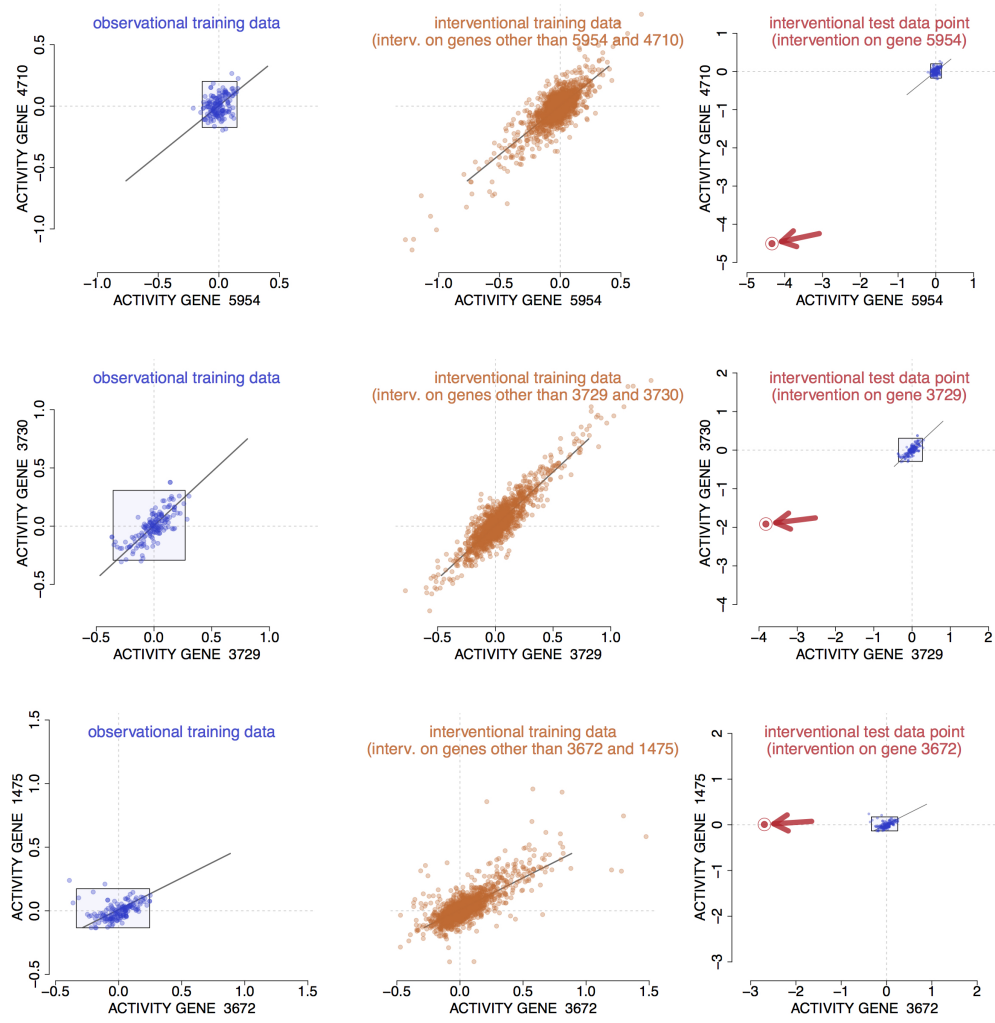 observational training data
interventional training data
(interv. on genes other than 5954 and 4710)
interventional test data point
(intervention on gene 5954)
ACTIVITY GENE 4710
0.5
0.0
−0.5
−1.0
−1.0 −0.5 0.0 0.5
ACTIVITY GENE 5954
−1.0 −0.5 0.0 0.5
ACTIVITY GENE 5954
ACTIVITY GENE 4710
1
0
−1
−2
−3
−4
−5
−5 −4 −3 −2 −1 0 1
ACTIVITY GENE 5954
observational training data
interventional training data
(interv. on genes other than 3729 and 3730)
interventional test data point
(intervention on gene 3729)
ACTIVITY GENE 3730
1.0
0.5
0.0
−0.5
−0.5 0.0 0.5 1.0
ACTIVITY GENE 3729
−0.5 0.0 0.5 1.0
ACTIVITY GENE 3729
ACTIVITY GENE 3730
2
1
0
−1
−2
−3
−4
−4 −3 −2 −1 0 1 2
ACTIVITY GENE 3729
observational training data
interventional training data
(interv. on genes other than 3672 and 1475)
interventional test data point
(intervention on gene 3672)
ACTIVITY GENE 1475
1.5
1.0
0.5
0.0
−0.5
−0.5 0.0 0.5 1.0 1.5
ACTIVITY GENE 3672
−0.5 0.0 0.5 1.0 1.5
ACTIVITY GENE 3672
ACTIVITY GENE 1475
2
1
0
−1
−2
−3
−3 −2 −1 0 1 2
ACTIVITY GENE 3672